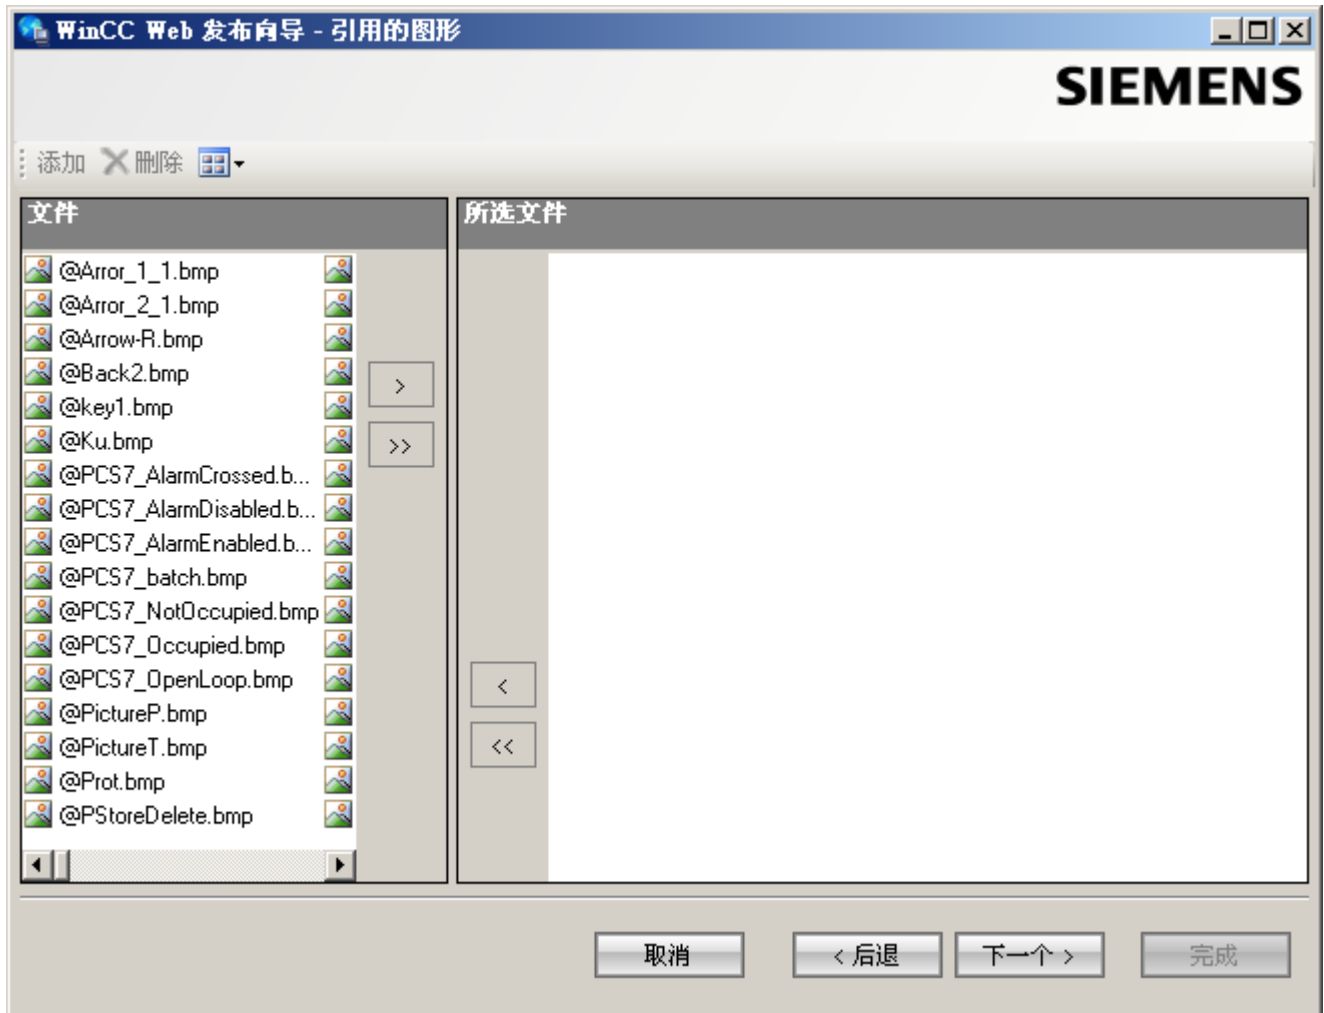 WinCC Web 发布向导 - 引用的图形
SIEMENS
添加 删除
文件
所选文件
@Arror_1_1.bmp
@Arror_2_1.bmp
@Arrow-R.bmp
@Back2.bmp
@key1.bmp
@Ku.bmp
@PCS7_AlarmCrossed.b...
@PCS7_AlarmDisabled.b...
@PCS7_AlarmEnabled.b...
@PCS7_batch.bmp
@PCS7_NotOccupied.bmp
@PCS7_Occupied.bmp
@PCS7_OpenLoop.bmp
@PictureP.bmp
@PictureT.bmp
@Prot.bmp
@PStoreDelete.bmp
>
>>
<
<<
取消
< 后退
下一个 >
完成